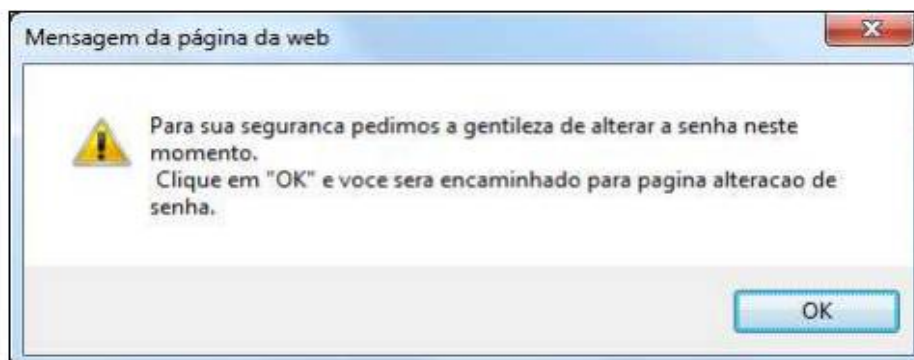 Mensagem da página da web
Para sua seguranca pedimos a gentileza de alterar a senha neste
momento.
Clique em "OK" e voce sera encaminhado para pagina alteracao de
senha.
OK